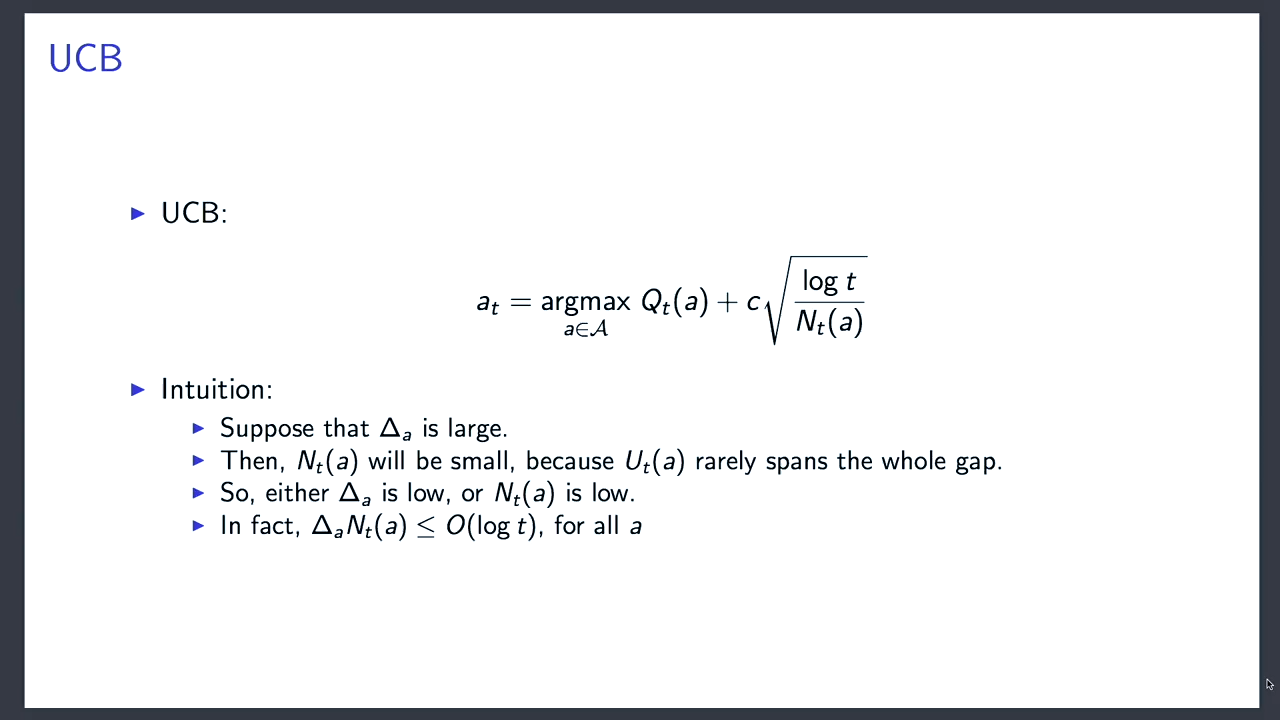 UCB
▶ UCB:
a_t = argmax_{a∈𝒜} Q_t(a) + c√(log t / N_t(a))
▶ Intuition:
▶ Suppose that Δ_a is large.
▶ Then, N_t(a) will be small, because U_t(a) rarely spans the whole gap.
▶ So, either Δ_a is low, or N_t(a) is low.
▶ In fact, Δ_a N_t(a) ≤ O(log t), for all a